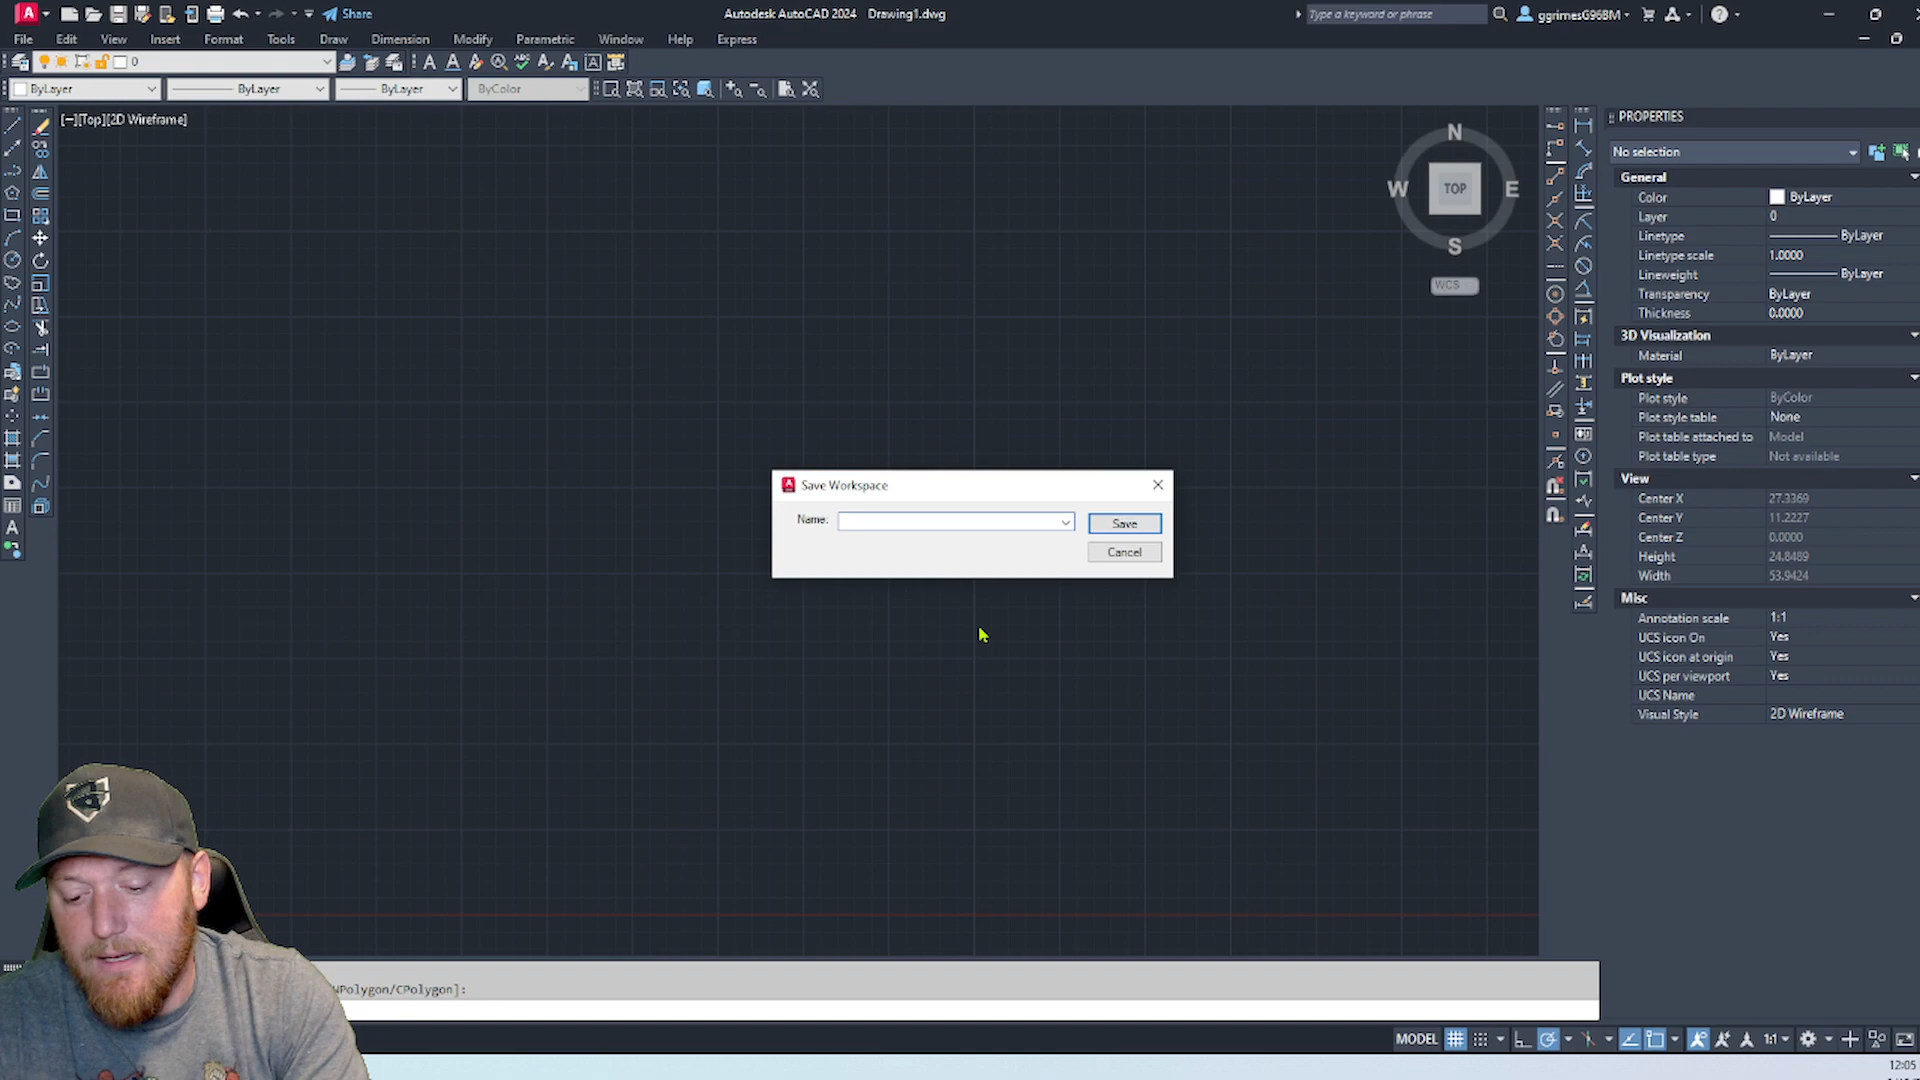 Share
Autodesk AutoCAD 2024 Drawing1.dwg
Type a keyword or phrase
ggrimesG96BM
File Edit View Insert Format Tools Draw Dimension Modify Parametric Window Help Express
0
ByLayer ByLayer ByLayer ByColor
[−][Top][2D Wireframe]
N
W TOP E
S
WCS
PROPERTIES
No selection
General
Color ByLayer
Layer 0
Linetype ByLayer
Linetype scale 1.0000
Lineweight ByLayer
Transparency ByLayer
Thickness 0.0000
3D Visualization
Material ByLayer
Plot style
Plot style ByColor
Plot style table None
Plot table attached to Model
Plot table type Not available
View
Center X 27.3369
Center Y 11.2227
Center Z 0.0000
Height 24.8489
Width 53.9424
Misc
Annotation scale 1:1
UCS icon On Yes
UCS icon at origin Yes
UCS per viewport Yes
UCS Name
Visual Style 2D Wireframe
Save Workspace
Name: Save
Cancel
WPolygon/CPolygon]:
MODEL 1:1
12:05